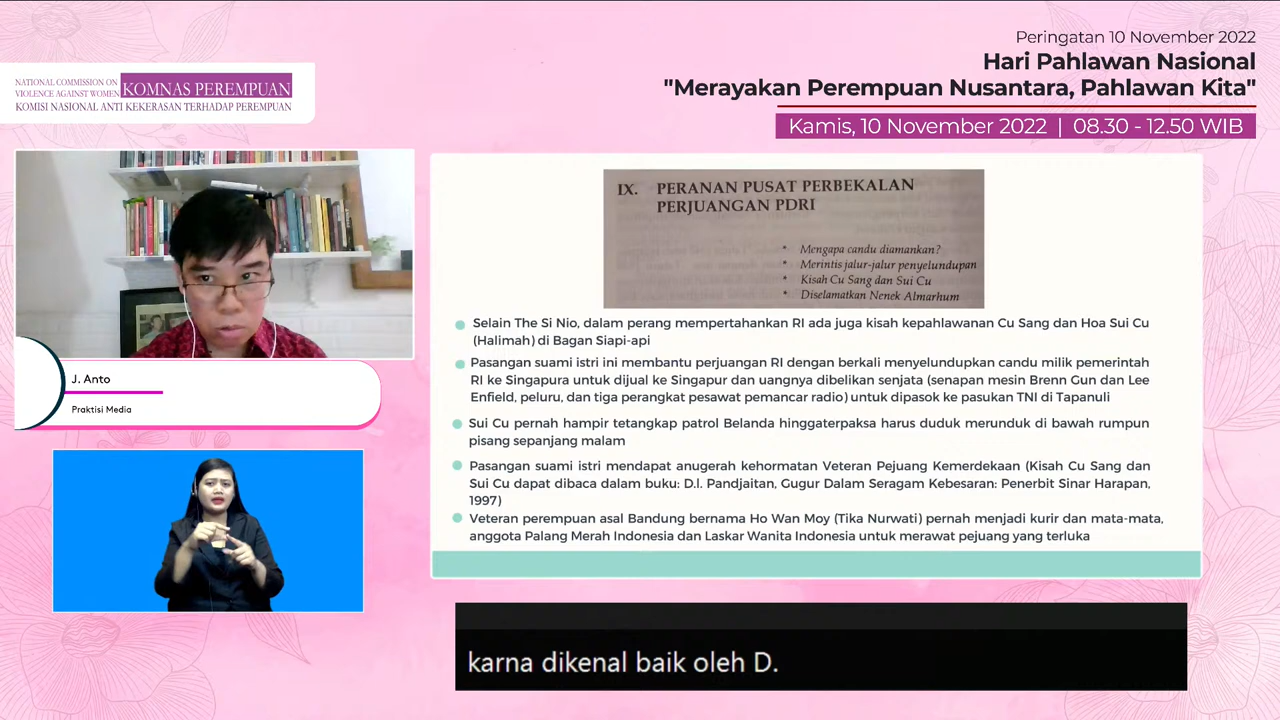 Peringatan 10 November 2022
Hari Pahlawan Nasional
"Merayakan Perempuan Nusantara, Pahlawan Kita"
Kamis, 10 November 2022 | 08.30 - 12.50 WIB
NATIONAL COMMISSION ON
VIOLENCE AGAINST WOMEN
KOMNAS PEREMPUAN
KOMISI NASIONAL ANTI KEKERASAN TERHADAP PEREMPUAN
J. Anto
Praktisi Media
IX. PERANAN PUSAT PERBEKALAN
PERJUANGAN PDRI
* Mengapa candu diamankan?
* Merintis jalur-jalur penyelundupan
* Kisah Cu Sang dan Sui Cu
* Diselamatkan Nenek Almarhum
Selain The Si Nio, dalam perang mempertahankan RI ada juga kisah kepahlawanan Cu Sang dan Hoa Sui Cu
(Halimah) di Bagan Siapi-api
Pasangan suami istri ini membantu perjuangan RI dengan berkali menyelundupkan candu milik pemerintah
RI ke Singapura untuk dijual ke Singapur dan uangnya dibelikan senjata (senapan mesin Brenn Gun dan Lee
Enfield, peluru, dan tiga perangkat pesawat pemancar radio) untuk dipasok ke pasukan TNI di Tapanuli
Sui Cu pernah hampir tetangkap patrol Belanda hinggaterpaksa harus duduk merunduk di bawah rumpun
pisang sepanjang malam
Pasangan suami istri mendapat anugerah kehormatan Veteran Pejuang Kemerdekaan (Kisah Cu Sang dan
Sui Cu dapat dibaca dalam buku: D.I. Pandjaitan, Gugur Dalam Seragam Kebesaran: Penerbit Sinar Harapan,
1997)
Veteran perempuan asal Bandung bernama Ho Wan Moy (Tika Nurwati) pernah menjadi kurir dan mata-mata,
anggota Palang Merah Indonesia dan Laskar Wanita Indonesia untuk merawat pejuang yang terluka
karna dikenal baik oleh D.